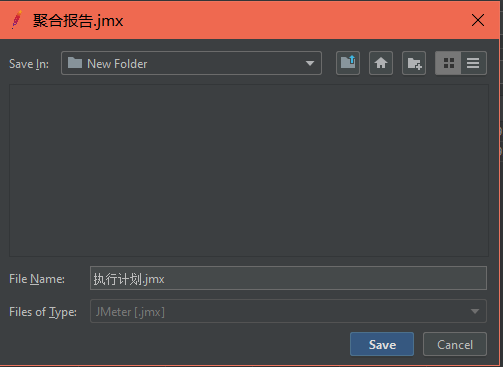 聚合报告.jmx
Save In: New Folder
File Name: 执行计划.jmx
Files of Type: JMeter [.jmx]
Save Cancel